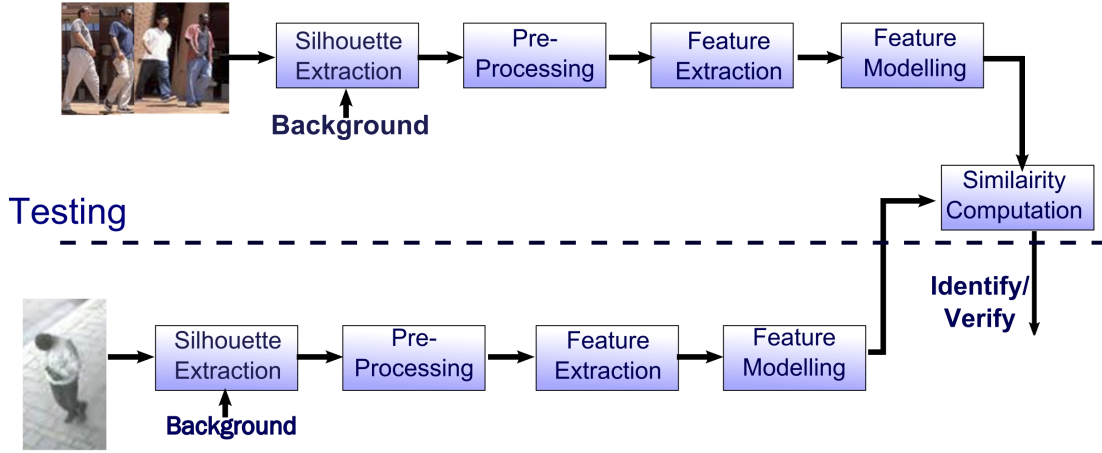 Silhouette
Extraction
Pre-
Processing
Feature
Extraction
Feature
Modelling
Background
Similairity
Computation
Testing
Identify/
Verify
Silhouette
Extraction
Pre-
Processing
Feature
Extraction
Feature
Modelling
Background